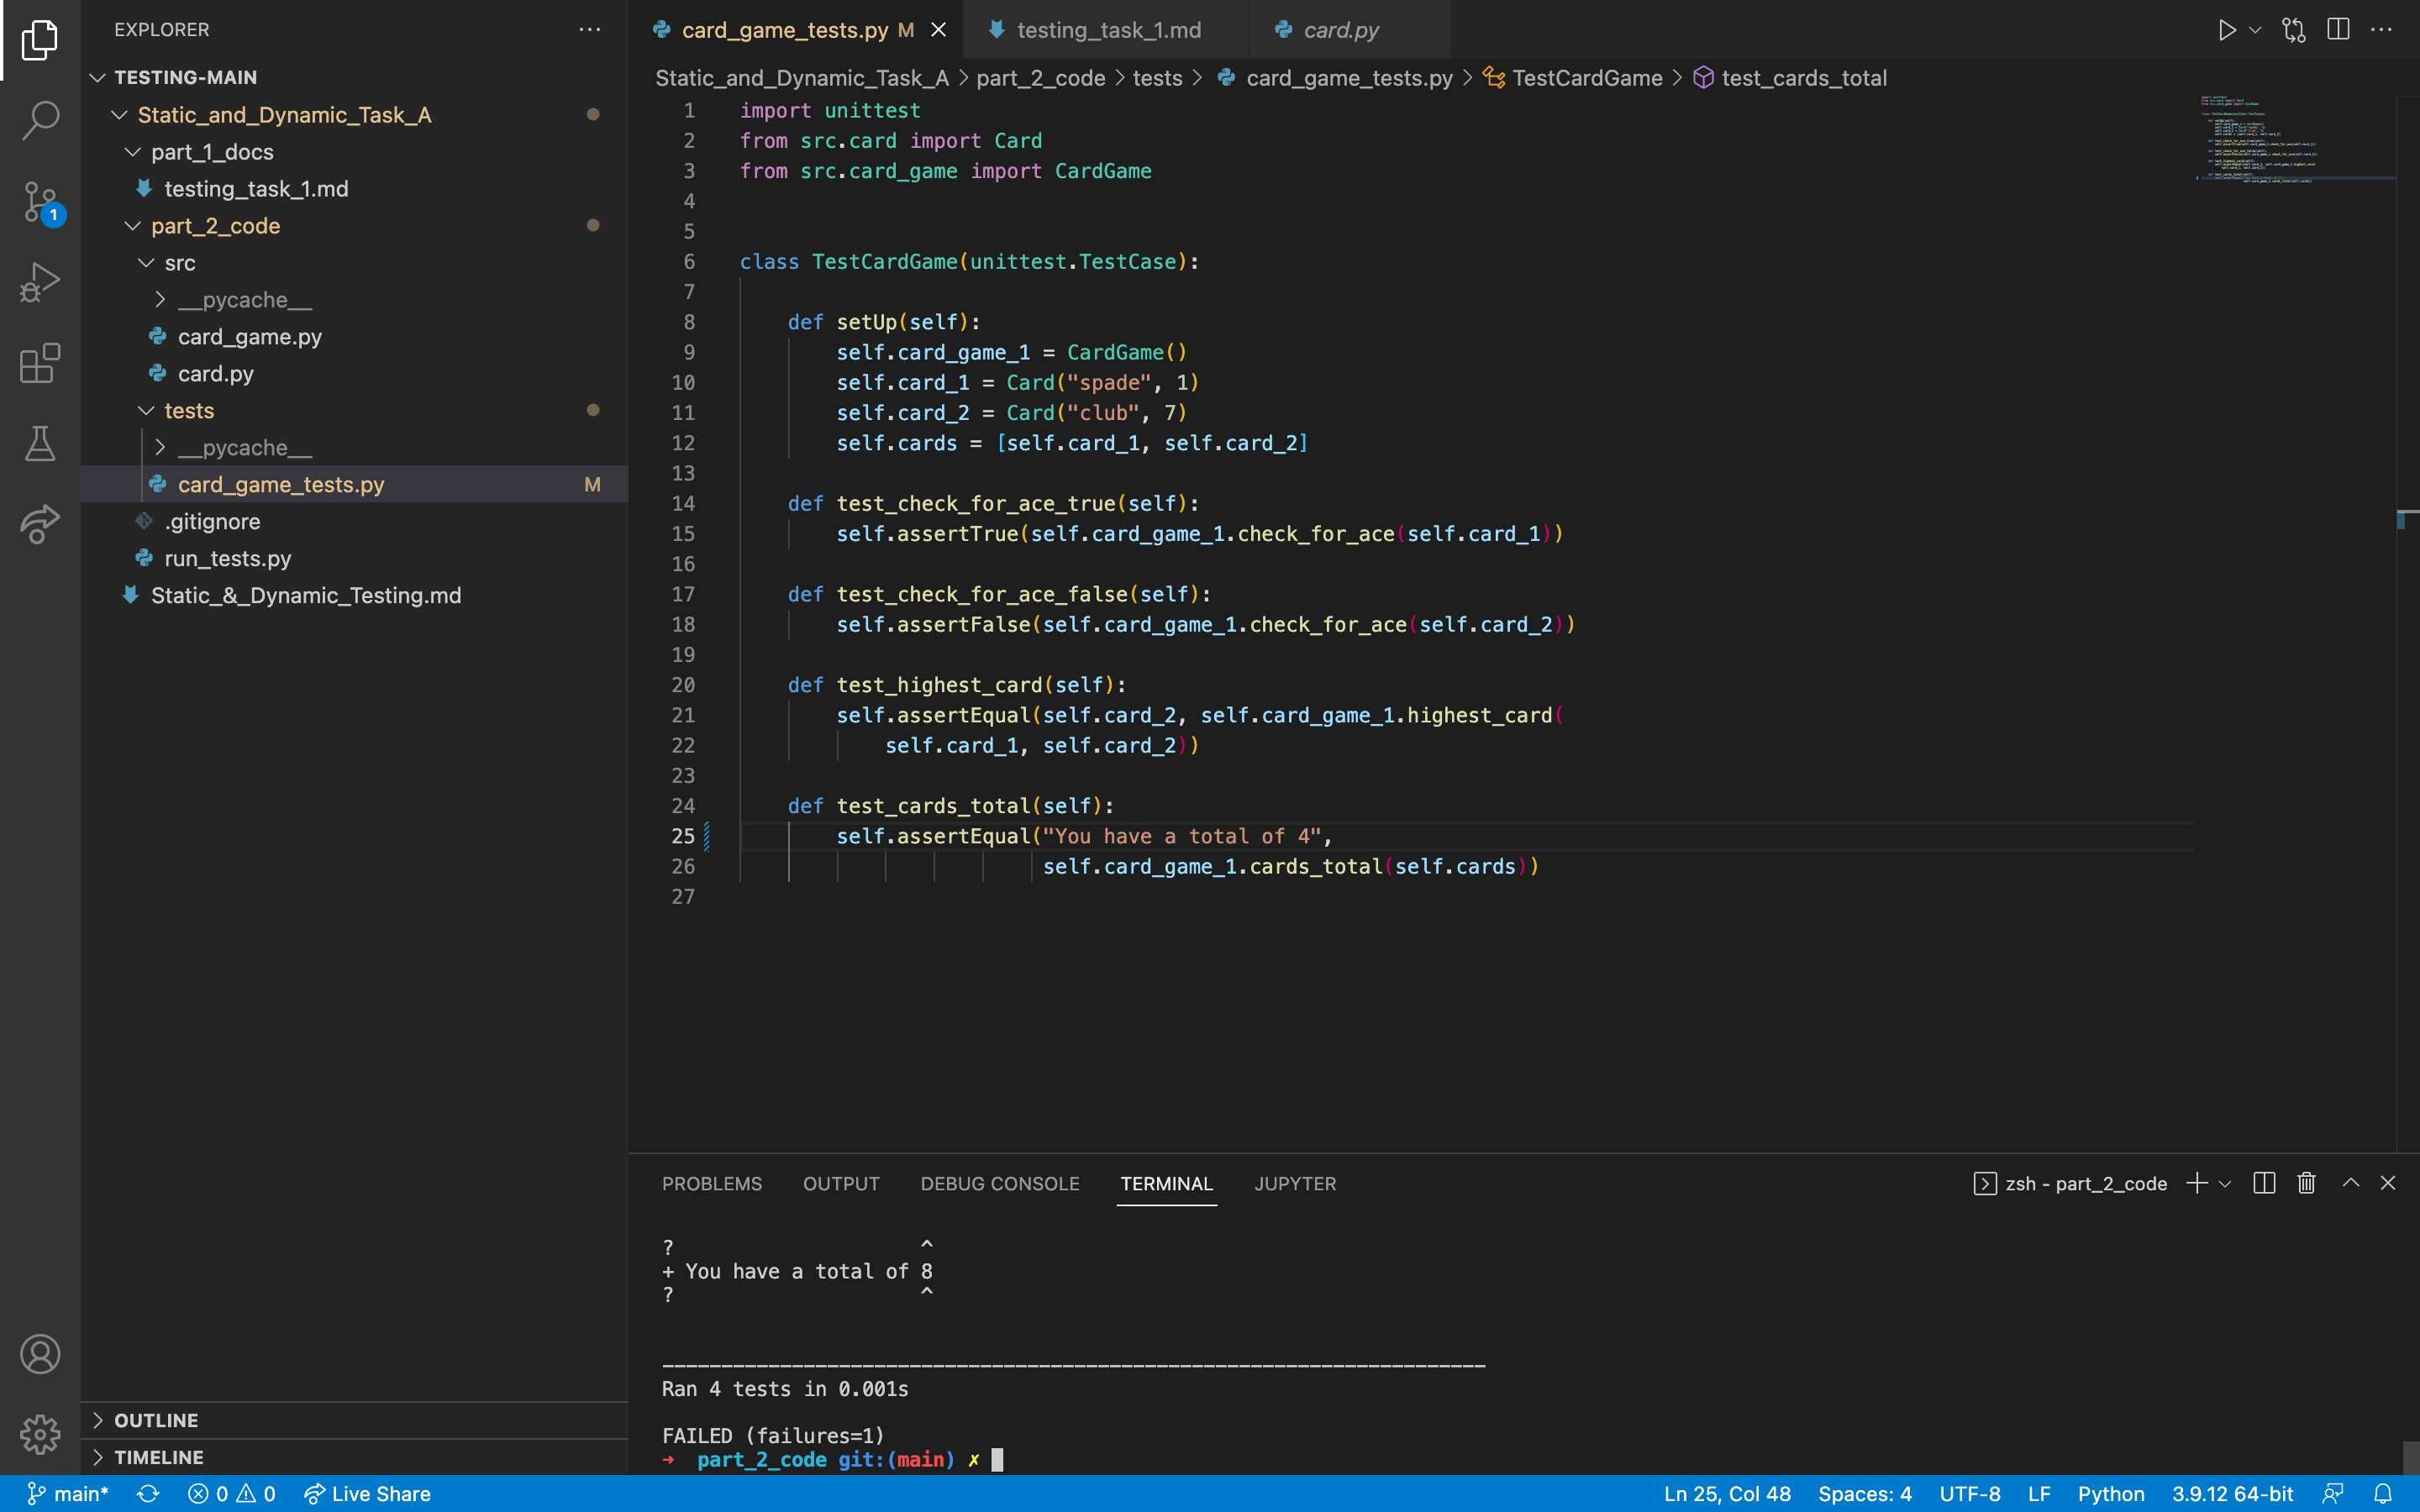 EXPLORER
TESTING-MAIN
Static_and_Dynamic_Task_A
part_1_docs
testing_task_1.md
part_2_code
src
__pycache__
card_game.py
card.py
tests
__pycache__
card_game_tests.py M
.gitignore
run_tests.py
Static_&_Dynamic_Testing.md
OUTLINE
TIMELINE
1
card_game_tests.py M testing_task_1.md card.py
Static_and_Dynamic_Task_A > part_2_code > tests > card_game_tests.py > TestCardGame > test_cards_total
1 import unittest
2 from src.card import Card
3 from src.card_game import CardGame
4
5
6 class TestCardGame(unittest.TestCase):
7
8 def setUp(self):
9 self.card_game_1 = CardGame()
10 self.card_1 = Card("spade", 1)
11 self.card_2 = Card("club", 7)
12 self.cards = [self.card_1, self.card_2]
13
14 def test_check_for_ace_true(self):
15 self.assertTrue(self.card_game_1.check_for_ace(self.card_1))
16
17 def test_check_for_ace_false(self):
18 self.assertFalse(self.card_game_1.check_for_ace(self.card_2))
19
20 def test_highest_card(self):
21 self.assertEqual(self.card_2, self.card_game_1.highest_card(
22 self.card_1, self.card_2))
23
24 def test_cards_total(self):
25 self.assertEqual("You have a total of 4",
26 self.card_game_1.cards_total(self.cards))
27
PROBLEMS OUTPUT DEBUG CONSOLE TERMINAL JUPYTER
zsh - part_2_code
? ^
+ You have a total of 8
? ^
----------------------------------------------------------------------
Ran 4 tests in 0.001s
FAILED (failures=1)
➜ part_2_code git:(main) ✗
main* 0 0 Live Share
Ln 25, Col 48 Spaces: 4 UTF-8 LF Python 3.9.12 64-bit